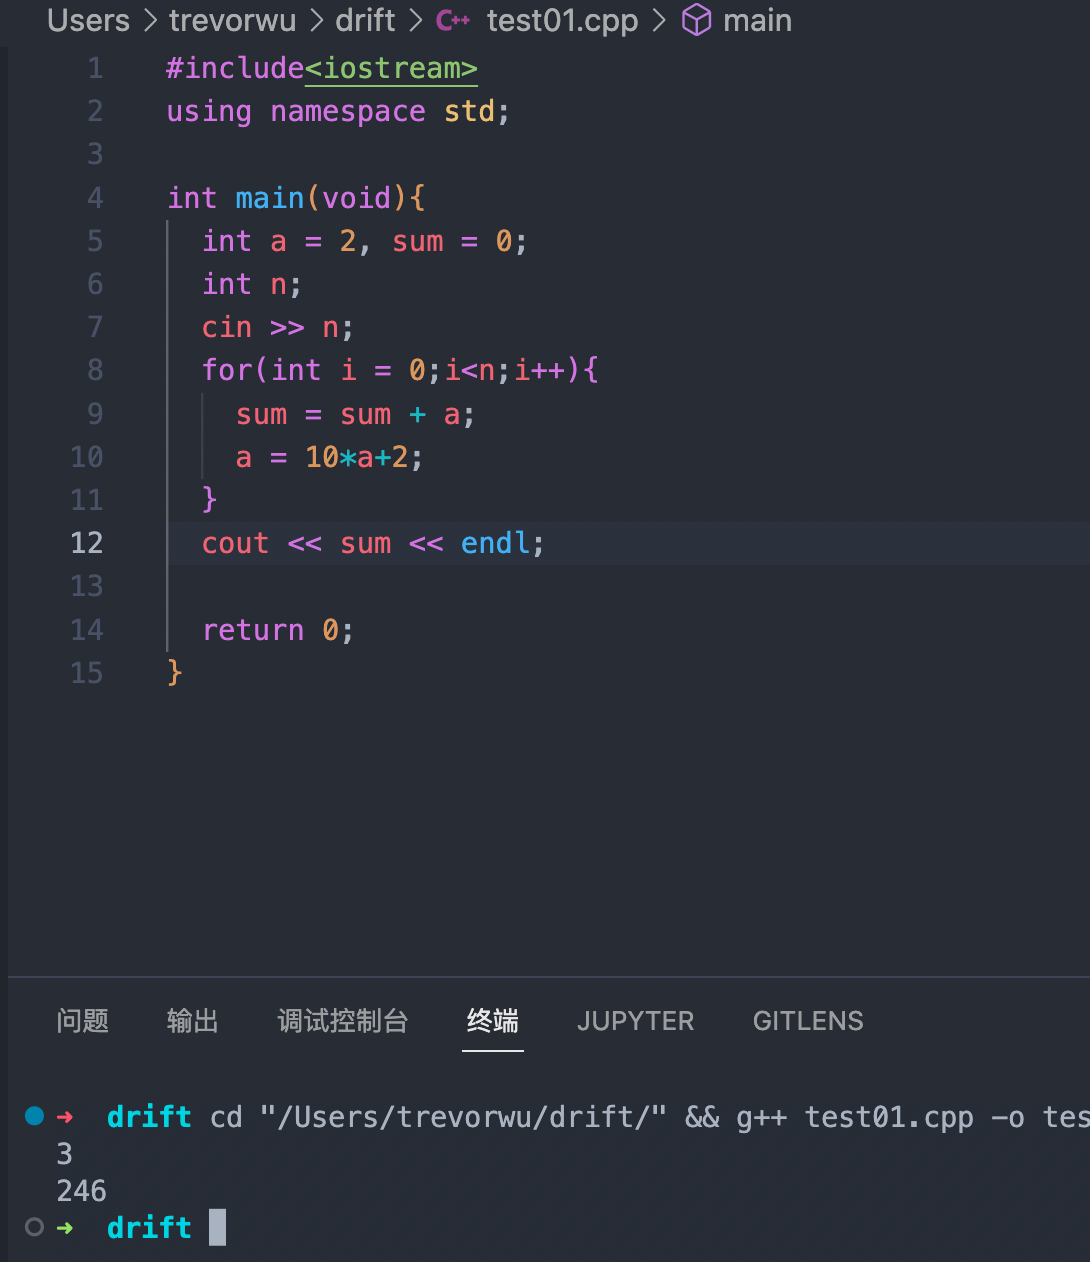 Users > trevorwu > drift > C++ test01.cpp > main
1 #include<iostream>
2 using namespace std;
3
4 int main(void){
5 int a = 2, sum = 0;
6 int n;
7 cin >> n;
8 for(int i = 0;i<n;i++){
9 sum = sum + a;
10 a = 10*a+2;
11 }
12 cout << sum << endl;
13
14 return 0;
15 }
问题 输出 调试控制台 终端 JUPYTER GITLENS
➜ drift cd "/Users/trevorwu/drift/" && g++ test01.cpp -o tes
3
246
➜ drift